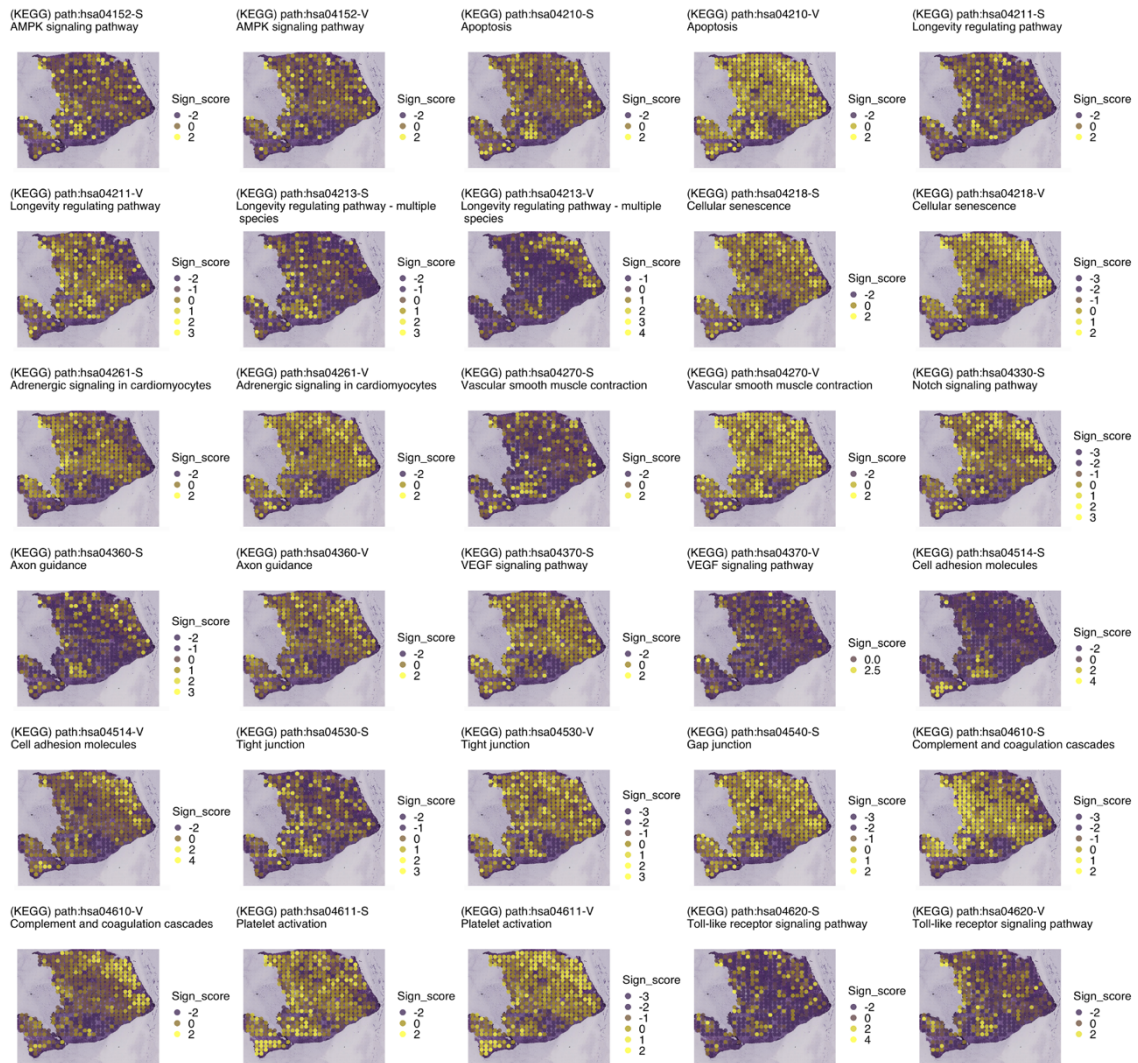 (KEGG) path:hsa04152-S
AMPK signaling pathway
Sign_score
-2
0
2
(KEGG) path:hsa04152-V
AMPK signaling pathway
Sign_score
-2
0
2
(KEGG) path:hsa04210-S
Apoptosis
Sign_score
-2
0
2
(KEGG) path:hsa04210-V
Apoptosis
Sign_score
-2
0
2
(KEGG) path:hsa04211-S
Longevity regulating pathway
Sign_score
-2
0
2
(KEGG) path:hsa04211-V
Longevity regulating pathway
Sign_score
-2
-1
0
1
2
3
(KEGG) path:hsa04213-S
Longevity regulating pathway - multiple
species
Sign_score
-2
-1
0
1
2
3
(KEGG) path:hsa04213-V
Longevity regulating pathway - multiple
species
Sign_score
-1
0
1
2
3
4
(KEGG) path:hsa04218-S
Cellular senescence
Sign_score
-2
0
2
(KEGG) path:hsa04218-V
Cellular senescence
Sign_score
-3
-2
-1
0
1
2
(KEGG) path:hsa04261-S
Adrenergic signaling in cardiomyocytes
Sign_score
-2
0
2
(KEGG) path:hsa04261-V
Adrenergic signaling in cardiomyocytes
Sign_score
-2
0
2
(KEGG) path:hsa04270-S
Vascular smooth muscle contraction
Sign_score
-2
0
2
(KEGG) path:hsa04270-V
Vascular smooth muscle contraction
Sign_score
-2
0
2
(KEGG) path:hsa04330-S
Notch signaling pathway
Sign_score
-3
-2
-1
0
1
2
3
(KEGG) path:hsa04360-S
Axon guidance
Sign_score
-2
-1
0
1
2
3
(KEGG) path:hsa04360-V
Axon guidance
Sign_score
-2
0
2
(KEGG) path:hsa04370-S
VEGF signaling pathway
Sign_score
-2
0
2
(KEGG) path:hsa04370-V
VEGF signaling pathway
Sign_score
0.0
2.5
(KEGG) path:hsa04514-S
Cell adhesion molecules
Sign_score
-2
0
2
4
(KEGG) path:hsa04514-V
Cell adhesion molecules
Sign_score
-2
0
2
4
(KEGG) path:hsa04530-S
Tight junction
Sign_score
-2
-1
0
1
2
3
(KEGG) path:hsa04530-V
Tight junction
Sign_score
-3
-2
-1
0
1
2
3
(KEGG) path:hsa04540-S
Gap junction
Sign_score
-3
-2
-1
0
1
2
(KEGG) path:hsa04610-S
Complement and coagulation cascades
Sign_score
-3
-2
-1
0
1
2
(KEGG) path:hsa04610-V
Complement and coagulation cascades
Sign_score
-2
0
2
(KEGG) path:hsa04611-S
Platelet activation
Sign_score
-2
0
2
(KEGG) path:hsa04611-V
Platelet activation
Sign_score
-3
-2
-1
0
1
2
(KEGG) path:hsa04620-S
Toll-like receptor signaling pathway
Sign_score
-2
0
2
4
(KEGG) path:hsa04620-V
Toll-like receptor signaling pathway
Sign_score
-2
0
2